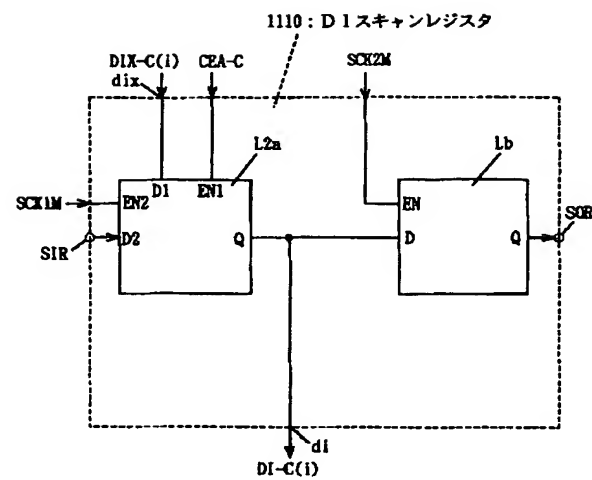 1110：ＤＩスキャンレジスタ
DIX-C(i) CEA-C SCK2M
dix
L2a Lb
D1 EN1
SCK1M EN2 EN
SIR D2 Q D Q SOR
di
DI-C(i)